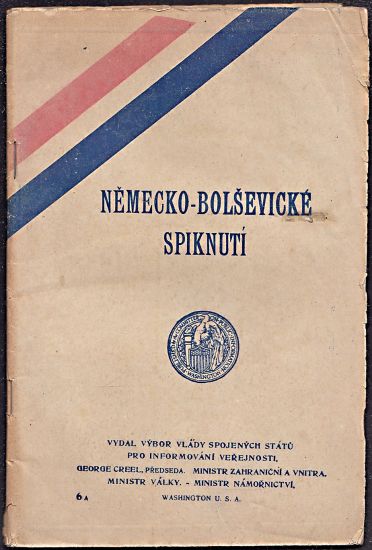 NĚMECKO-BOLŠEVICKÉ
SPIKNUTÍ
VYDAL VÝBOR VLÁDY SPOJENÝCH STÁTŮ
PRO INFORMOVÁNÍ VEŘEJNOSTI,
GEORGE CREEL, PŘEDSEDA. MINISTR ZAHRANIČNÍ A VNITRA.
MINISTR VÁLKY. - MINISTR NÁMOŘNICTVÍ,
6A WASHINGTON U. S. A.